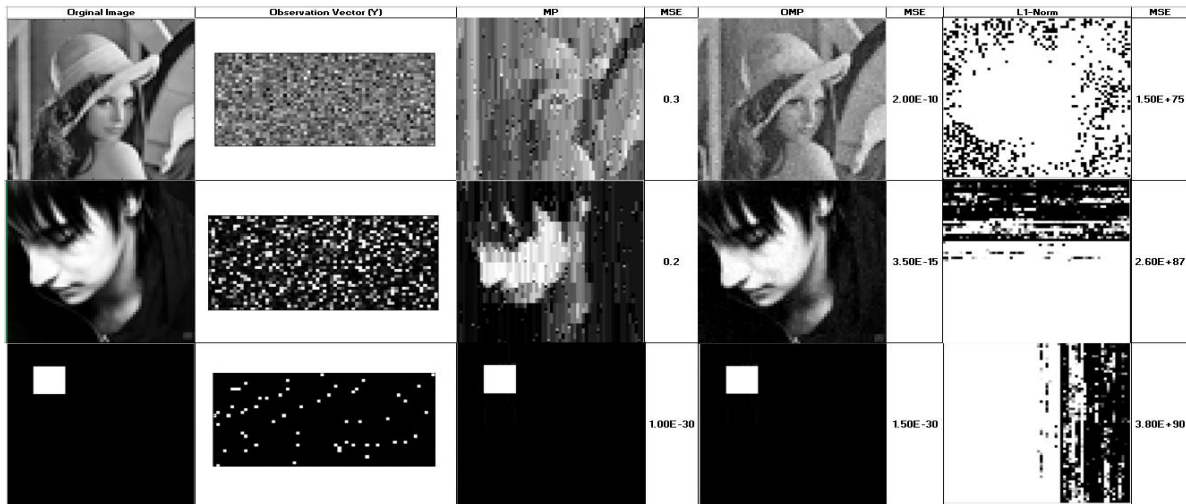 Orginal Image Observation Vector (Y) MP MSE OMP MSE L1-Norm MSE
0.3 2.00E-10 1.50E+75
0.2 3.50E-15 2.60E+87
1.00E-30 1.50E-30 3.80E+90